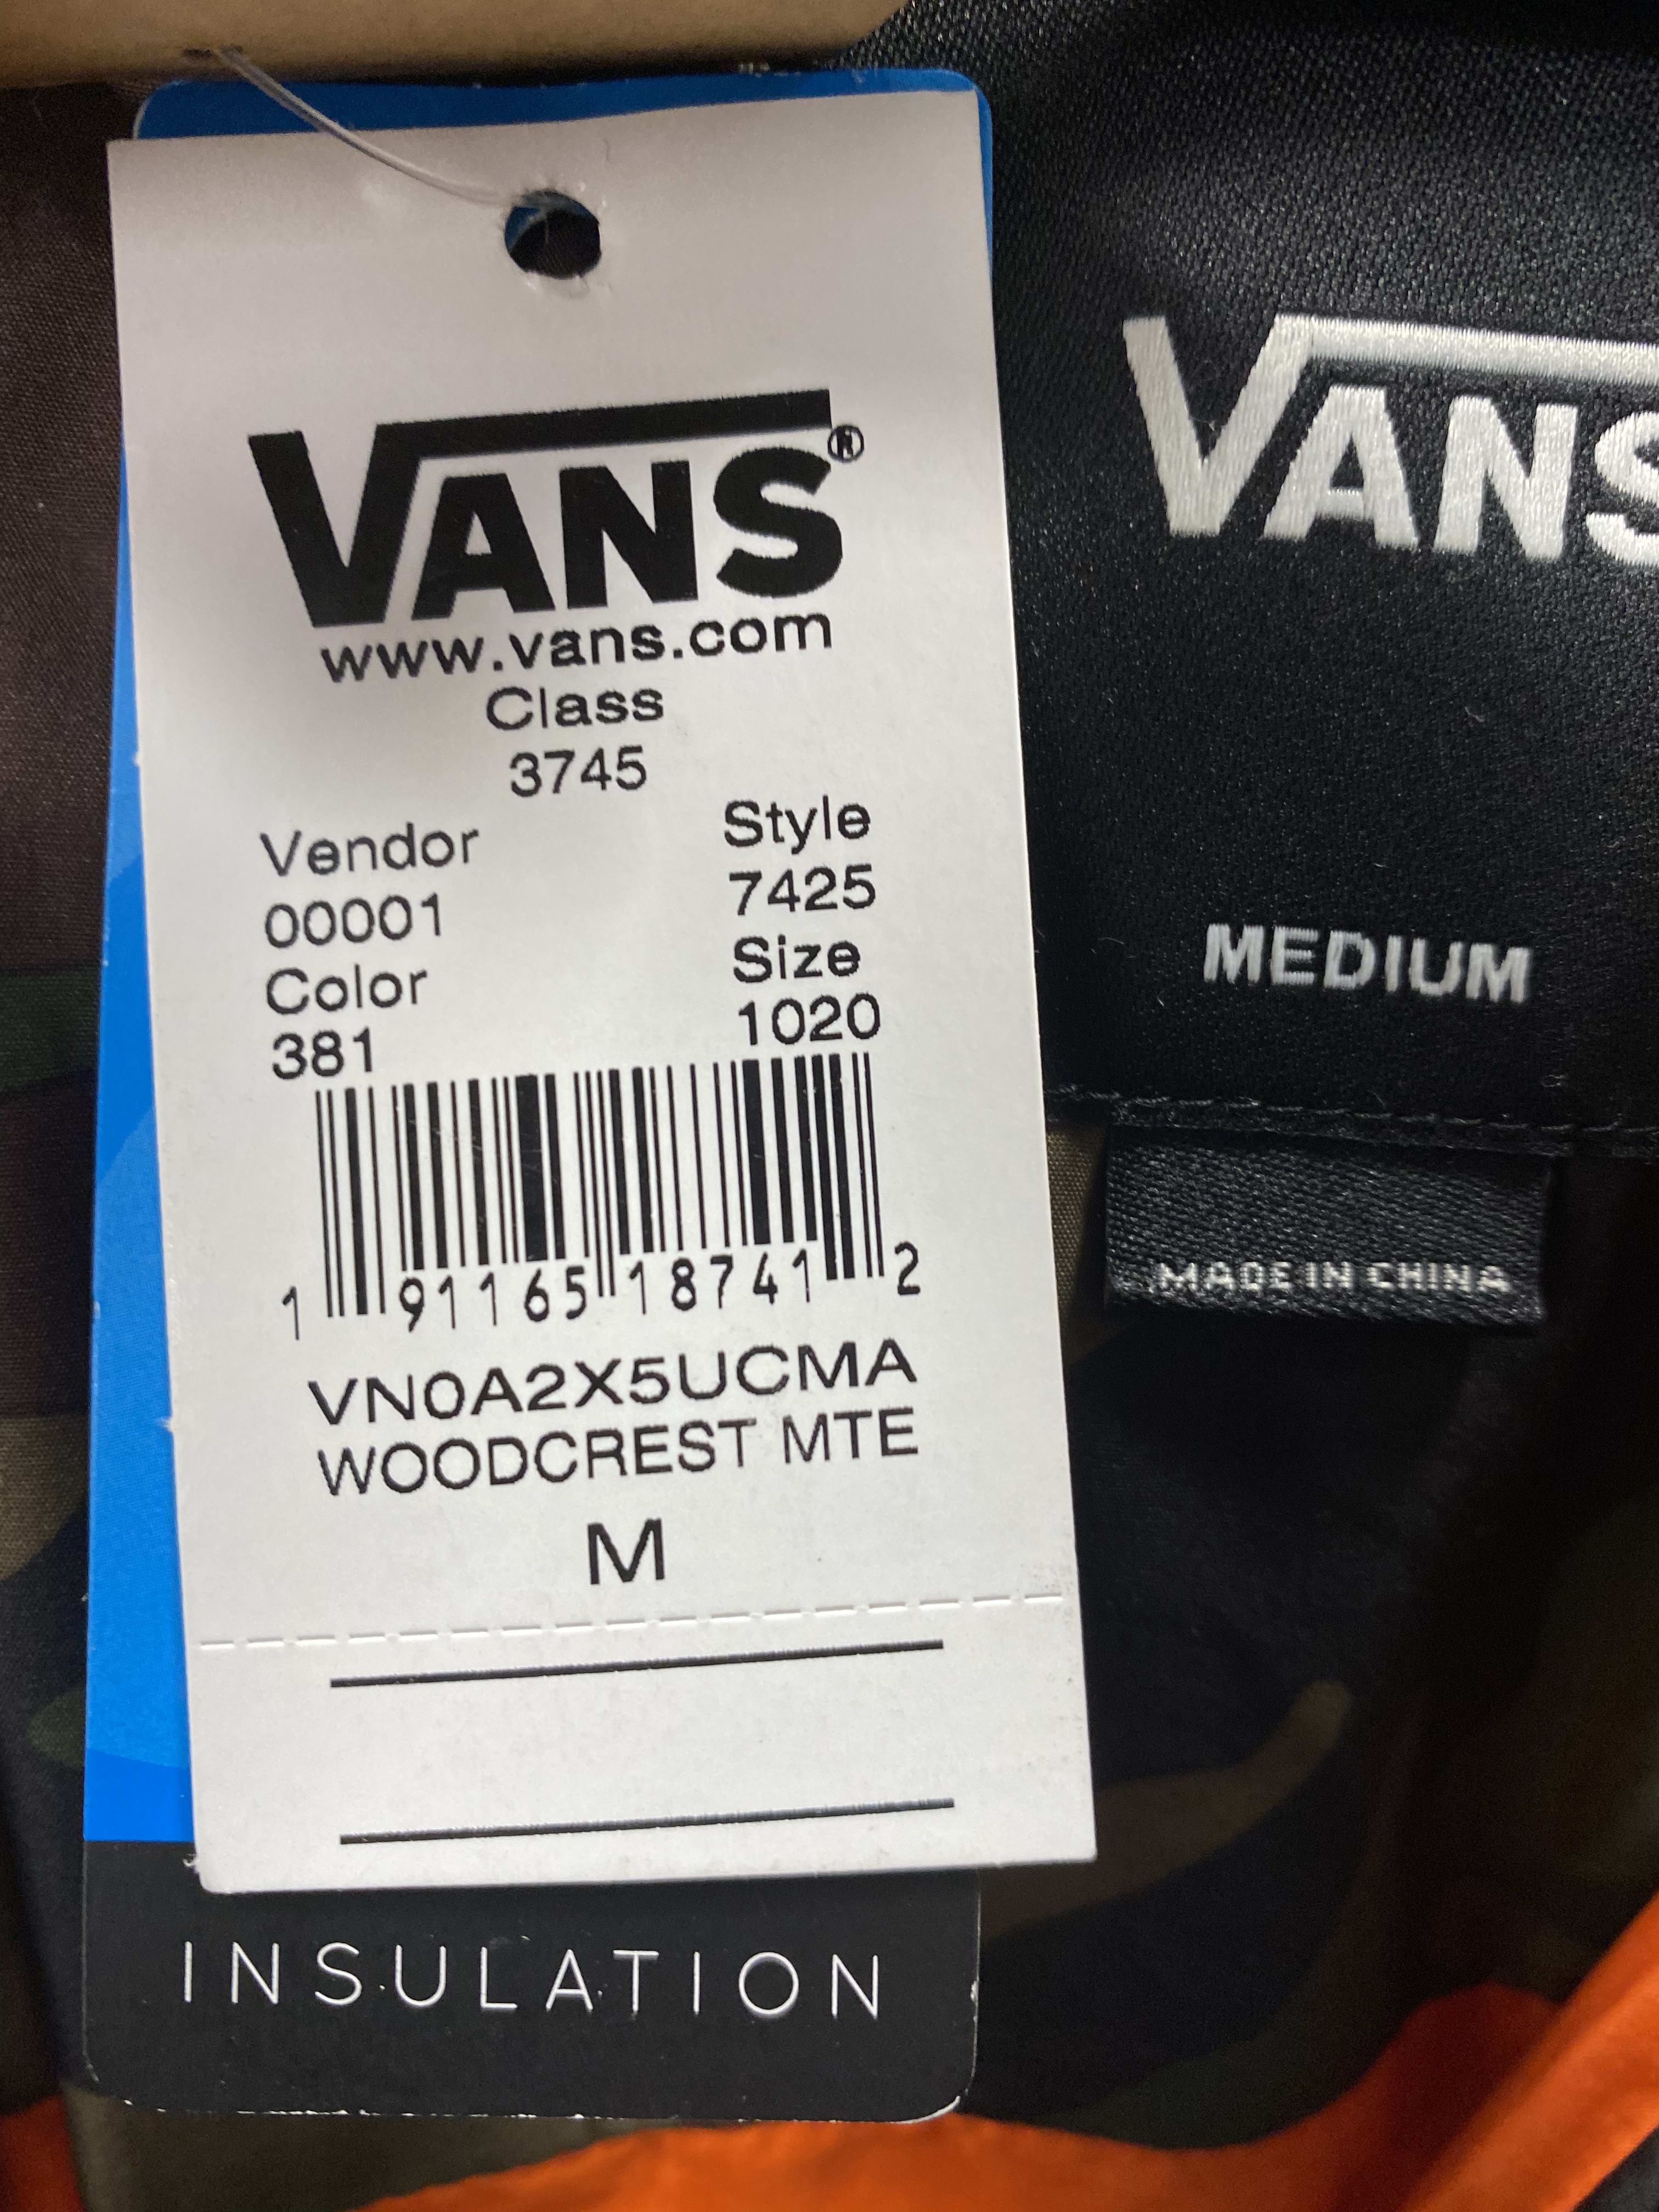 VANS®
www.vans.com
Class
3745
Vendor
00001
Style
7425
Color
381
Size
1020
1 91165 18741 2
VN0A2X5UCMA
WOODCREST MTE
M
INSULATION
VANS
MEDIUM
MADE IN CHINA